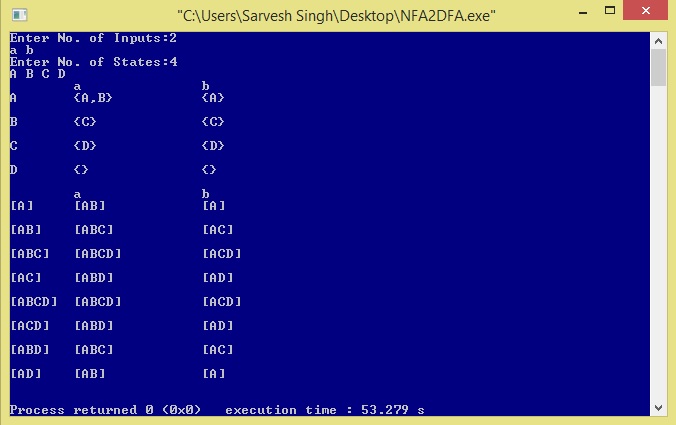 "C:\Users\Sarvesh Singh\Desktop\NFA2DFA.exe"
Enter No. of Inputs:2
a b
Enter No. of States:4
A B C D
a b
A {A,B} {A}
B {C} {C}
C {D} {D}
D {} {}
a b
[A] [AB] [A]
[AB] [ABC] [AC]
[ABC] [ABCD] [ACD]
[AC] [ABD] [AD]
[ABCD] [ABCD] [ACD]
[ACD] [ABD] [AD]
[ABD] [ABC] [AC]
[AD] [AB] [A]
Process returned 0 (0x0) execution time : 53.279 s